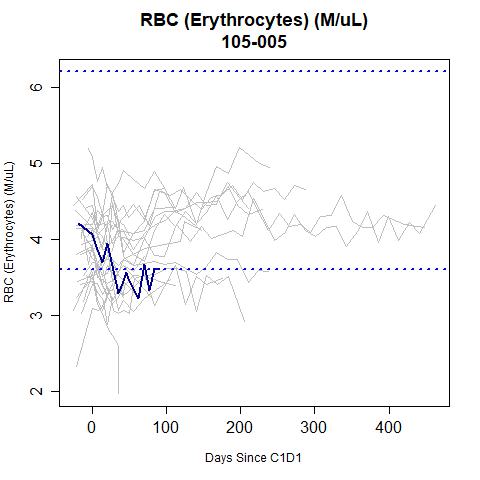 RBC (Erythrocytes) (M/uL)
105-005
RBC (Erythrocytes) (M/uL)
6
5
4
3
2
0 100 200 300 400
Days Since C1D1